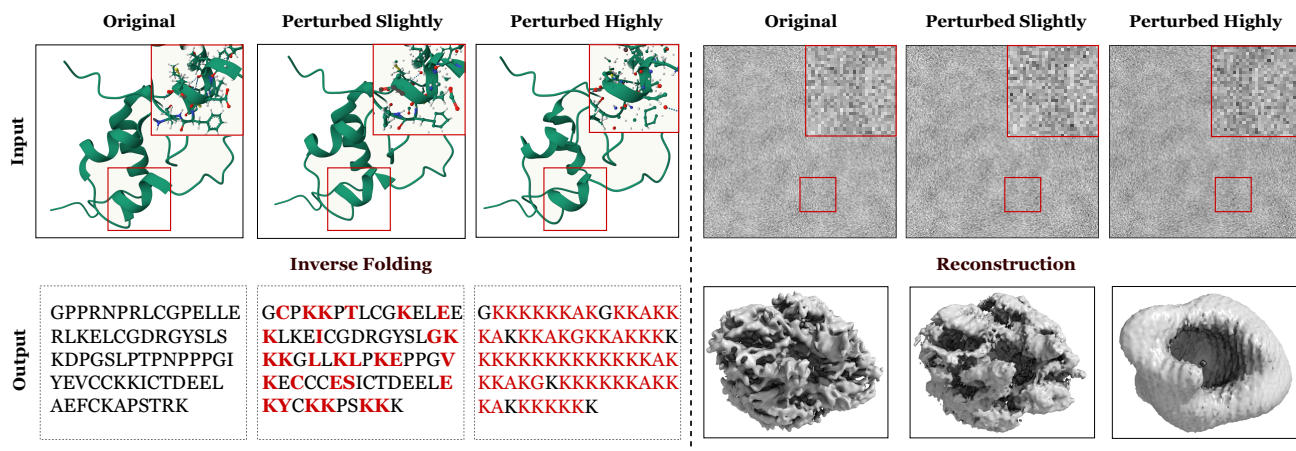 Original
Perturbed Slightly
Perturbed Highly
Original
Perturbed Slightly
Perturbed Highly
Input
Inverse Folding
Reconstruction
Output
GPPRNPRLCGPELLE
RLKELCGDRGYSLS
KDPGSLPTPNPPPGI
YEVCCKKICTDEEL
AEFCKAPSTRK
GCPKKPTLCGKELEE
KLKEICGDRGYSLGK
KKGLLKLPKEPPGV
KECCCESICTDEELE
KYCKKPSKKK
GKKKKKKAKGKKAKK
KAKKKAKGKKAKKKK
KKKKKKKKKKKKKAK
KKAKGKKKKKKKAKK
KAKKKKKK